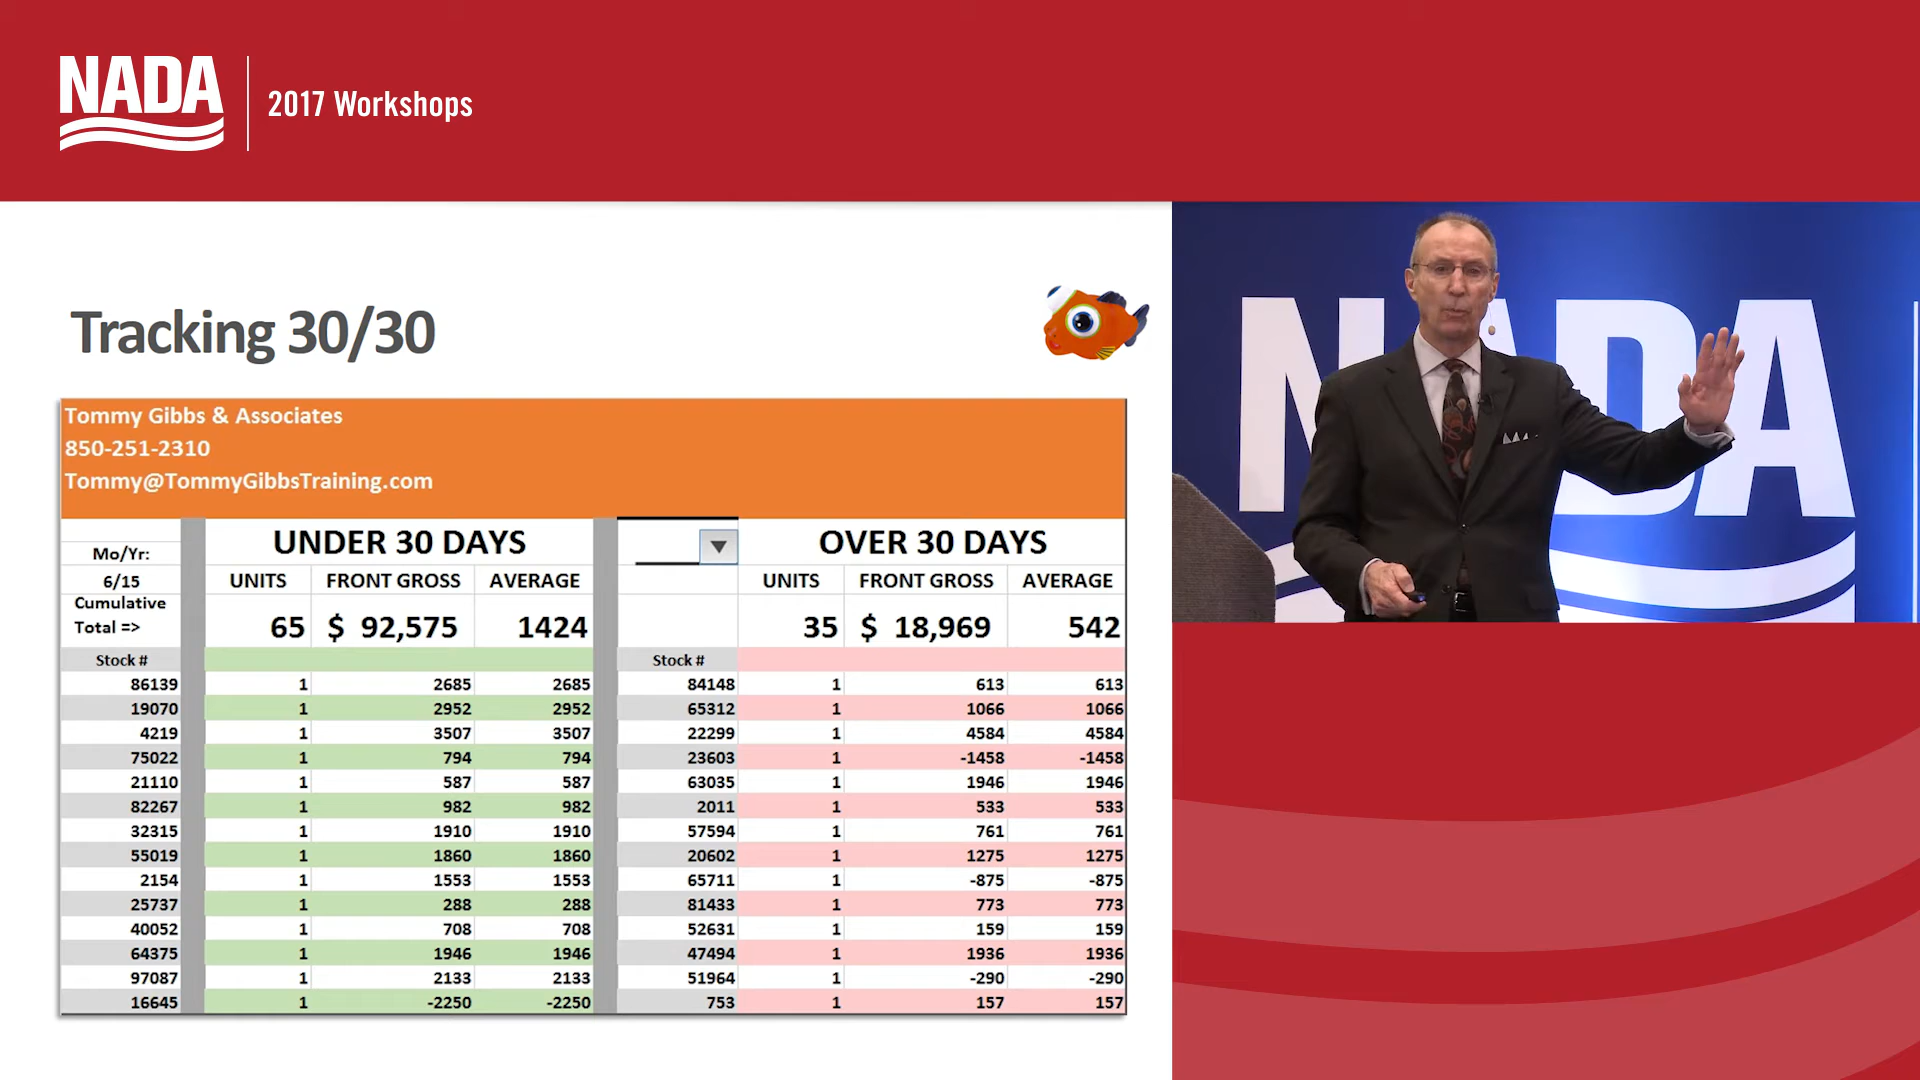 NADA
2017 Workshops
Tracking 30/30
Tommy Gibbs & Associates
850-251-2310
Tommy@TommyGibbsTraining.com
UNDER 30 DAYS OVER 30 DAYS
Mo/Yr:
6/15 UNITS FRONT GROSS AVERAGE UNITS FRONT GROSS AVERAGE
Cumulative
Total => 65 $ 92,575 1424 35 $ 18,969 542
Stock # Stock #
86139 1 2685 2685 84148 1 613 613
19070 1 2952 2952 65312 1 1066 1066
4219 1 3507 3507 22299 1 4584 4584
75022 1 794 794 23603 1 -1458 -1458
21110 1 587 587 63035 1 1946 1946
82267 1 982 982 2011 1 533 533
32315 1 1910 1910 57594 1 761 761
55019 1 1860 1860 20602 1 1275 1275
2154 1 1553 1553 65711 1 -875 -875
25737 1 288 288 81433 1 773 773
40052 1 708 708 52631 1 159 159
64375 1 1946 1946 47494 1 1936 1936
97087 1 2133 2133 51964 1 -290 -290
16645 1 -2250 -2250 753 1 157 157
NADA